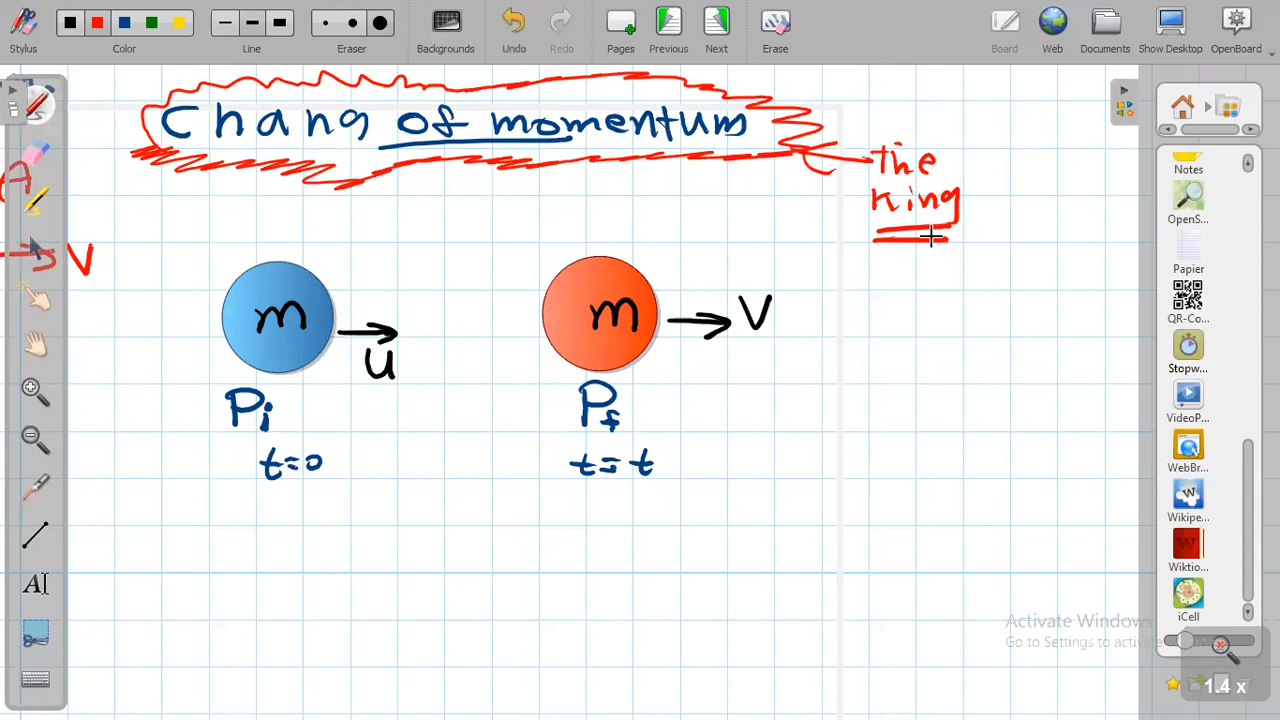 Stylus
Color
Line
Eraser
Backgrounds
Undo
Redo
Pages
Previous
Next
Erase
Board
Web
Documents
Show Desktop
OpenBoard
Chang of momentum
the
King
A
V
m
u
Pi
t=0
m
V
Pf
t=t
Notes
OpenS...
Papier
QR-Co...
Stopw...
VideoP...
WebBr...
Wikipe...
Wiktio...
iCell
Activate Windows
Go to Settings to activate
1.4 x